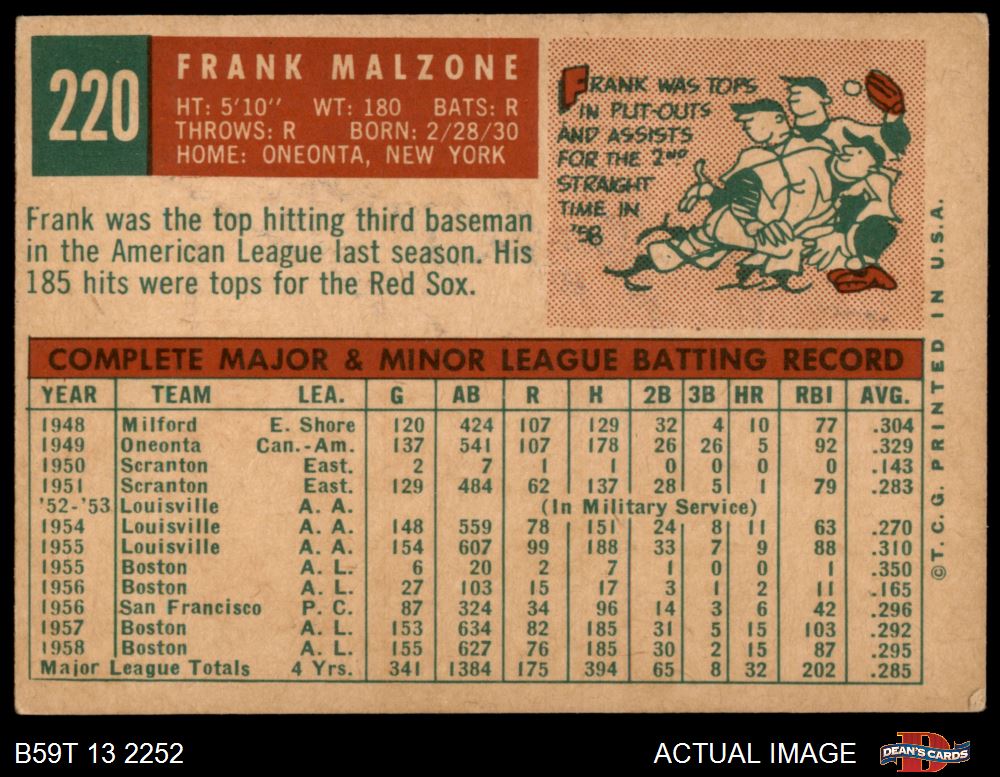 220
FRANK MALZONE
HT: 5'10" WT: 180 BATS: R
THROWS: R BORN: 2/28/30
HOME: ONEONTA, NEW YORK
FRANK WAS TOPS
IN PUT-OUTS
AND ASSISTS
FOR THE 2ND
STRAIGHT
TIME IN
'58
Frank was the top hitting third baseman
in the American League last season. His
185 hits were tops for the Red Sox.
COMPLETE MAJOR & MINOR LEAGUE BATTING RECORD
YEAR TEAM LEA. G AB R H 2B 3B HR RBI AVG.
1948 Milford E. Shore 120 424 107 129 32 4 10 77 .304
1949 Oneonta Can.-Am. 137 541 107 178 26 26 5 92 .329
1950 Scranton East. 2 7 1 1 0 0 0 0 .143
1951 Scranton East. 129 484 62 137 28 5 1 79 .283
'52-'53 Louisville A. A. (In Military Service)
1954 Louisville A. A. 148 559 78 151 24 8 11 63 .270
1955 Louisville A. A. 154 607 99 188 33 7 9 88 .310
1955 Boston A. L. 6 20 2 7 1 0 0 1 .350
1956 Boston A. L. 27 103 15 17 3 1 2 11 .165
1956 San Francisco P. C. 87 324 34 96 14 3 6 42 .296
1957 Boston A. L. 153 634 82 185 31 5 15 103 .292
1958 Boston A. L. 155 627 76 185 30 2 15 87 .295
Major League Totals 4 Yrs. 341 1384 175 394 65 8 32 202 .285
© T. C. G. PRINTED IN U.S.A.
B59T 13 2252
ACTUAL IMAGE
D
DEAN'S CARDS